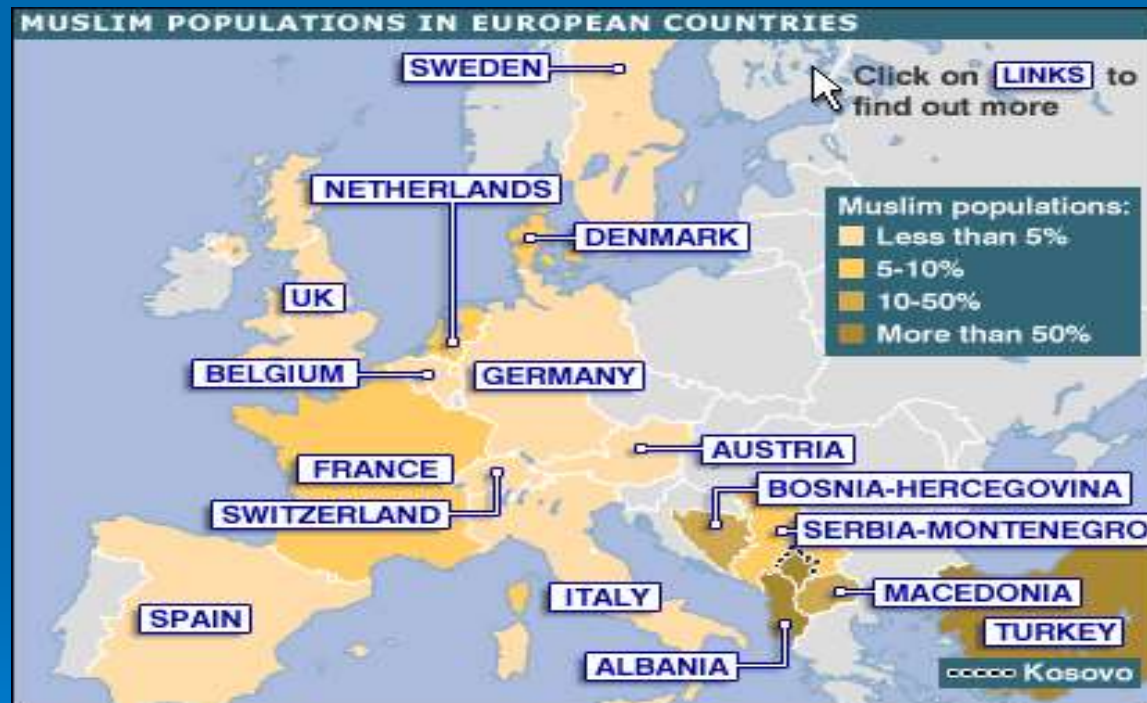 MUSLIM POPULATIONS IN EUROPEAN COUNTRIES
SWEDEN
Click on LINKS to
find out more
NETHERLANDS
Muslim populations:
Less than 5%
5-10%
10-50%
More than 50%
DENMARK
UK
BELGIUM
GERMANY
AUSTRIA
FRANCE
BOSNIA-HERCEGOVINA
SWITZERLAND
SERBIA-MONTENEGRO
ITALY
MACEDONIA
SPAIN
TURKEY
ALBANIA
Kosovo